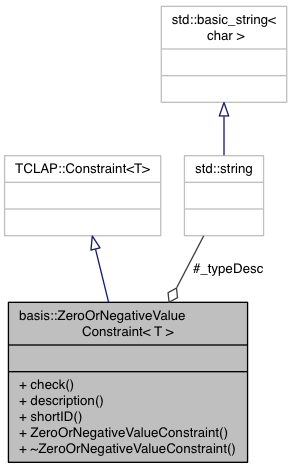 std::basic_string<
char >
TCLAP::Constraint<T>
std::string
#_typeDesc
basis::ZeroOrNegativeValue
Constraint< T >
+ check()
+ description()
+ shortID()
+ ZeroOrNegativeValueConstraint()
+ ~ZeroOrNegativeValueConstraint()